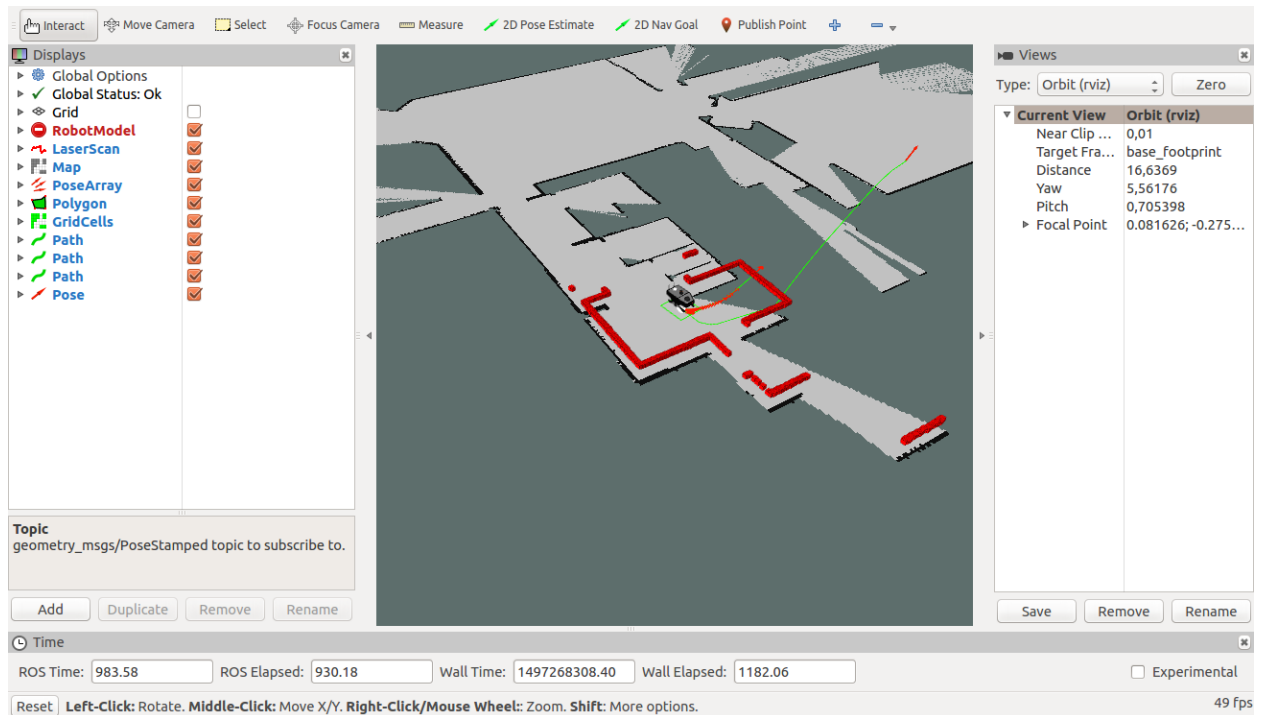 Interact Move Camera Select Focus Camera Measure 2D Pose Estimate 2D Nav Goal Publish Point
Displays
Global Options
Global Status: Ok
Grid
RobotModel
LaserScan
Map
PoseArray
Polygon
GridCells
Path
Path
Path
Pose
Topic
geometry_msgs/PoseStamped topic to subscribe to.
Add Duplicate Remove Rename
Views
Type: Orbit (rviz) Zero
Current View Orbit (rviz)
Near Clip ... 0,01
Target Fra... base_footprint
Distance 16,6369
Yaw 5,56176
Pitch 0,705398
Focal Point 0.081626; -0.275...
Save Remove Rename
Time
ROS Time: 983.58 ROS Elapsed: 930.18 Wall Time: 1497268308.40 Wall Elapsed: 1182.06 Experimental
Reset Left-Click: Rotate. Middle-Click: Move X/Y. Right-Click/Mouse Wheel:: Zoom. Shift: More options. 49 fps